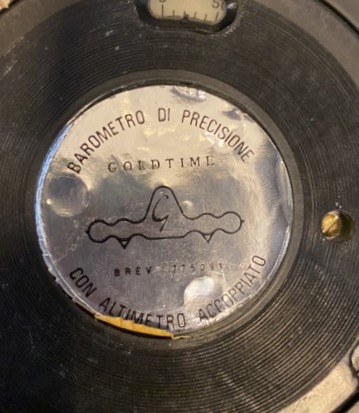 BAROMETRO DI PRECISIONE
GOLDTIME
G
BREV
CON ALTIMETRO ACCOPPIATO